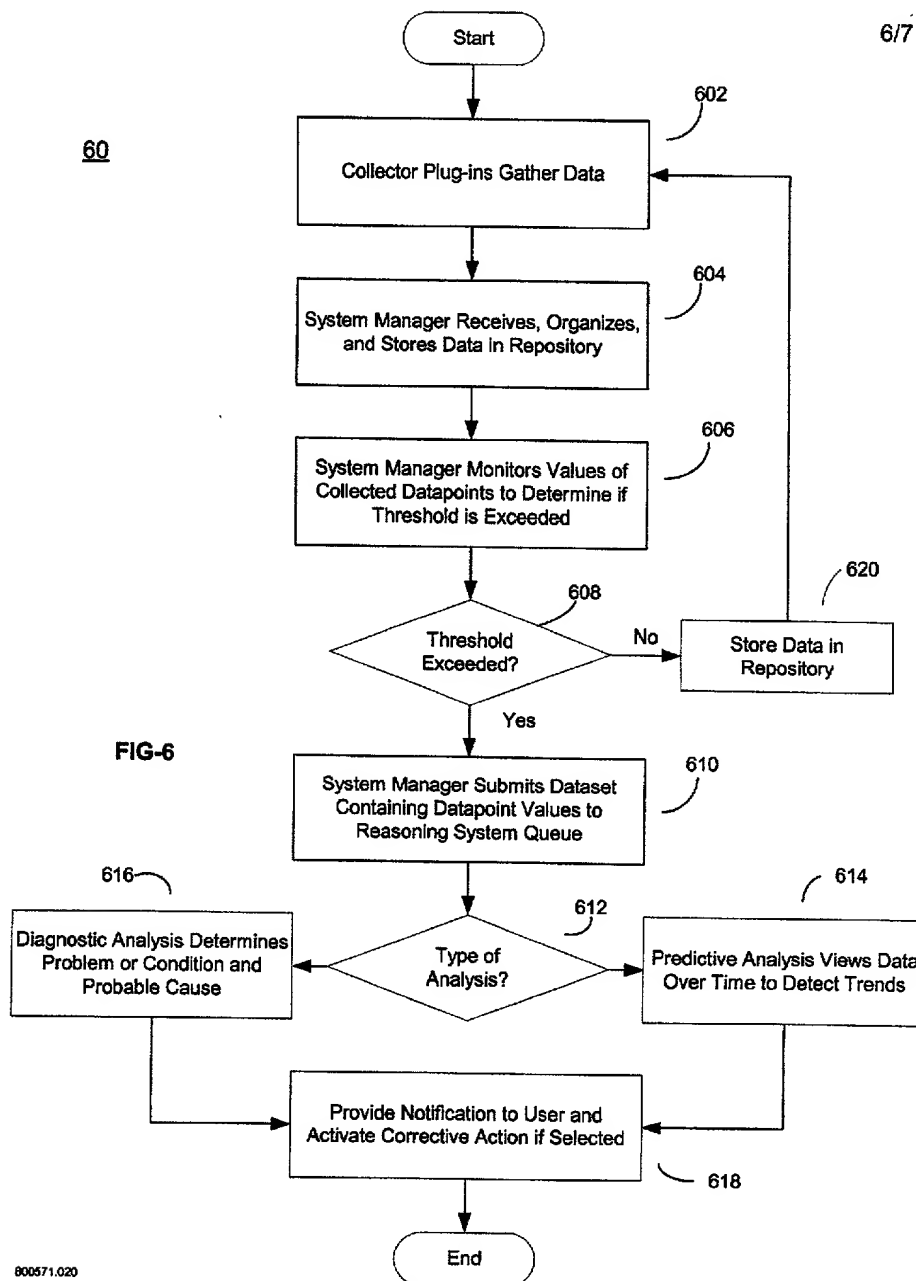 Start
6/7
602
60
Collector Plug-ins Gather Data
604
System Manager Receives, Organizes,
and Stores Data in Repository
606
System Manager Monitors Values of
Collected Datapoints to Determine if
Threshold is Exceeded
608
620
Threshold
Exceeded?
No
Store Data in
Repository
Yes
FIG-6
610
System Manager Submits Dataset
Containing Datapoint Values to
Reasoning System Queue
616
614
612
Diagnostic Analysis Determines
Problem or Condition and
Probable Cause
Type of
Analysis?
Predictive Analysis Views Data
Over Time to Detect Trends
Provide Notification to User and
Activate Corrective Action if Selected
618
End
800571.020